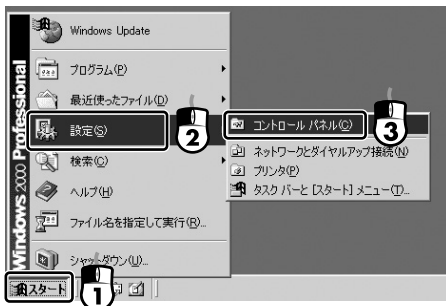 Windows 2000 Professional
Windows Update
プログラム(P)
最近使ったファイル(D)
設定(S)
2
検索(C)
ヘルプ(H)
ファイル名を指定して実行(R)...
シャットダウン(U)...
スタート
1
コントロール パネル(C)
3
ネットワークとダイヤルアップ接続(N)
プリンタ(P)
タスク バーと [スタート] メニュー(T)...